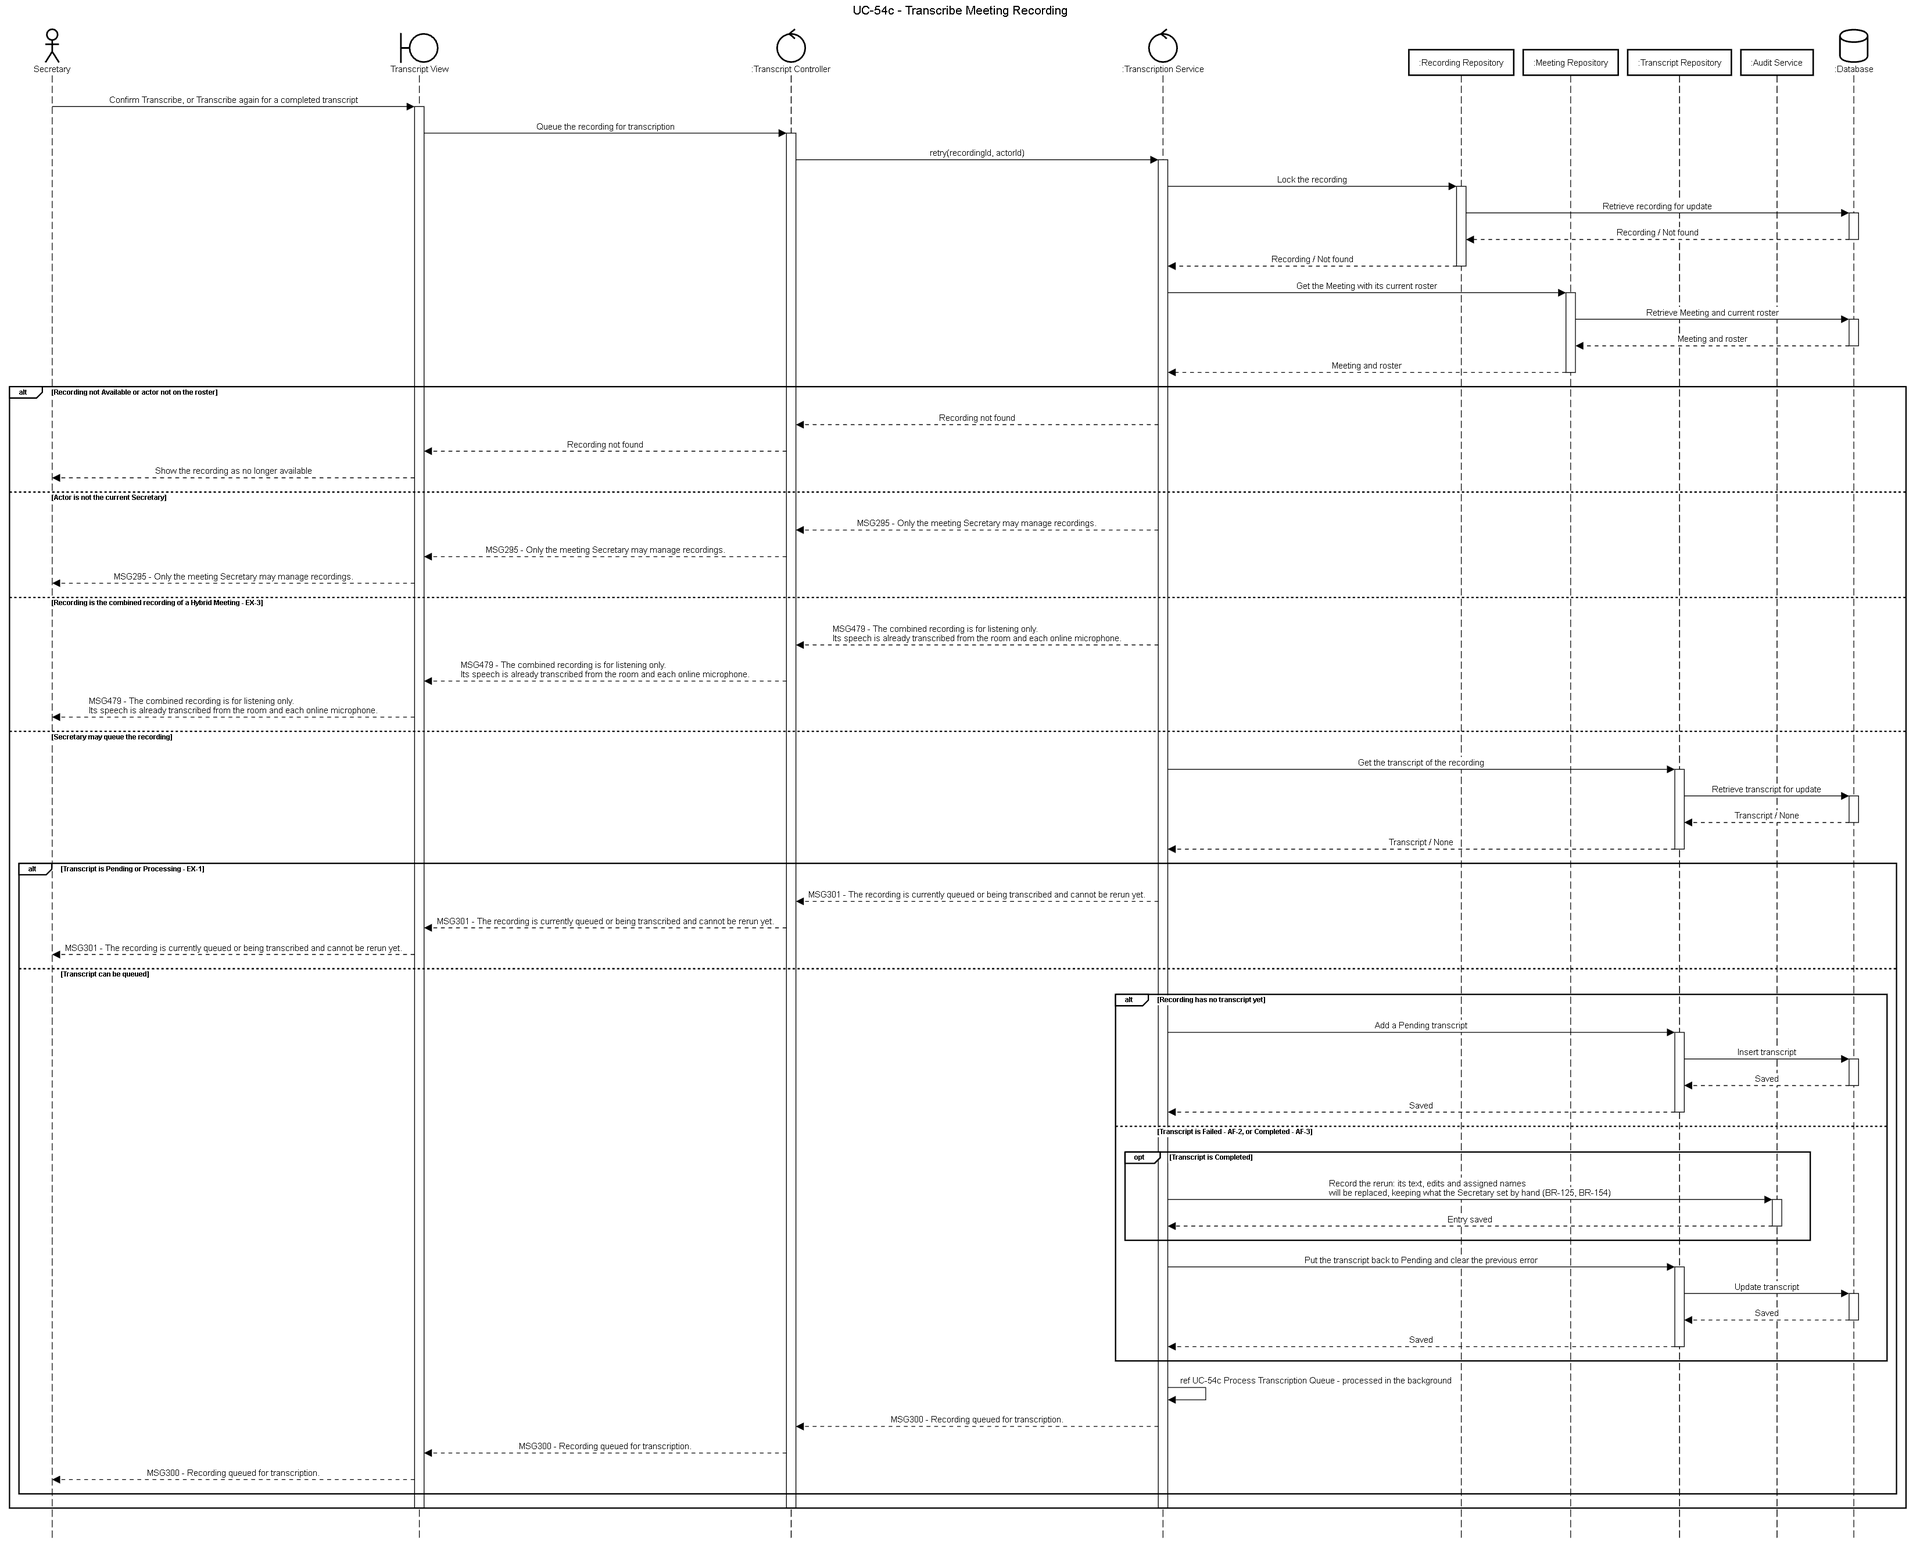 UC-54c - Transcribe Meeting Recording
Secretary
Transcript View
:Transcript Controller
:Transcription Service
:Recording Repository
:Meeting Repository
:Transcript Repository
:Audit Service
:Database
Confirm Transcribe, or Transcribe again for a completed transcript
Queue the recording for transcription
retry(recordingId, actorId)
Lock the recording
Retrieve recording for update
Recording / Not found
Recording / Not found
Get the Meeting with its current roster
Retrieve Meeting and current roster
Meeting and roster
Meeting and roster
alt
[Recording not Available or actor not on the roster]
Recording not found
Recording not found
Show the recording as no longer available
[Actor is not the current Secretary]
MSG295 - Only the meeting Secretary may manage recordings.
MSG295 - Only the meeting Secretary may manage recordings.
MSG295 - Only the meeting Secretary may manage recordings.
[Recording is the combined recording of a Hybrid Meeting - EX-3]
MSG479 - The combined recording is for listening only.
Its speech is already transcribed from the room and each online microphone.
MSG479 - The combined recording is for listening only.
Its speech is already transcribed from the room and each online microphone.
MSG479 - The combined recording is for listening only.
Its speech is already transcribed from the room and each online microphone.
[Secretary may queue the recording]
Get the transcript of the recording
Retrieve transcript for update
Transcript / None
Transcript / None
alt
[Transcript is Pending or Processing - EX-1]
MSG301 - The recording is currently queued or being transcribed and cannot be rerun yet.
MSG301 - The recording is currently queued or being transcribed and cannot be rerun yet.
MSG301 - The recording is currently queued or being transcribed and cannot be rerun yet.
[Transcript can be queued]
alt
[Recording has no transcript yet]
Add a Pending transcript
Insert transcript
Saved
Saved
[Transcript is Failed - AF-2, or Completed - AF-3]
opt
[Transcript is Completed]
Record the rerun: its text, edits and assigned names
will be replaced, keeping what the Secretary set by hand (BR-125, BR-154)
Entry saved
Put the transcript back to Pending and clear the previous error
Update transcript
Saved
Saved
ref UC-54c Process Transcription Queue - processed in the background
MSG300 - Recording queued for transcription.
MSG300 - Recording queued for transcription.
MSG300 - Recording queued for transcription.